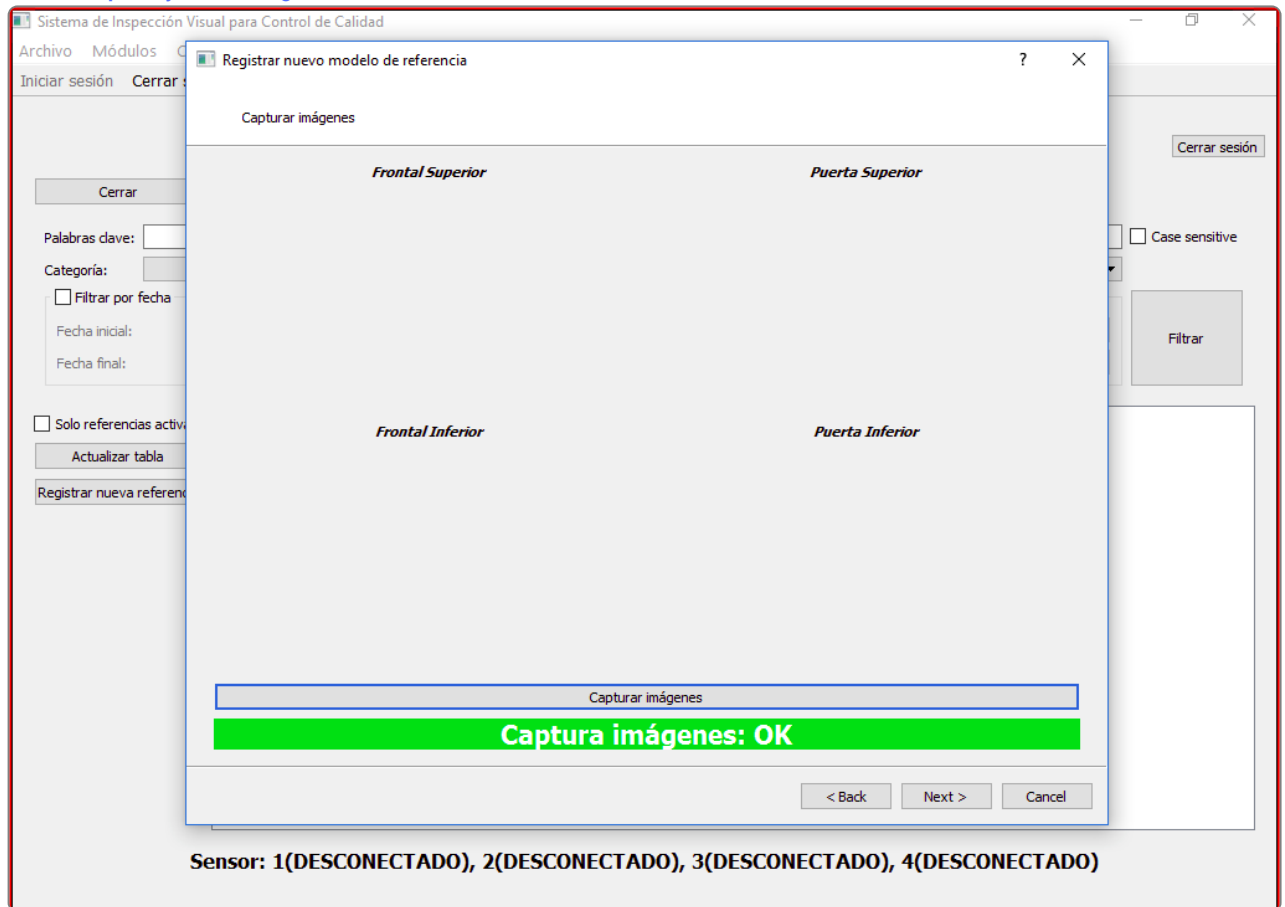 Sistema de Inspección Visual para Control de Calidad
Archivo Módulos
Iniciar sesión Cerrar
Registrar nuevo modelo de referencia ?
Capturar imágenes
Cerrar sesión
Cerrar
Frontal Superior Puerta Superior
Palabras clave: Case sensitive
Categoría:
Filtrar por fecha
Fecha inicial:
Filtrar
Fecha final:
Solo referencias activa
Frontal Inferior Puerta Inferior
Actualizar tabla
Registrar nueva referenc
Capturar imágenes
Captura imágenes: OK
< Back Next > Cancel
Sensor: 1(DESCONECTADO), 2(DESCONECTADO), 3(DESCONECTADO), 4(DESCONECTADO)